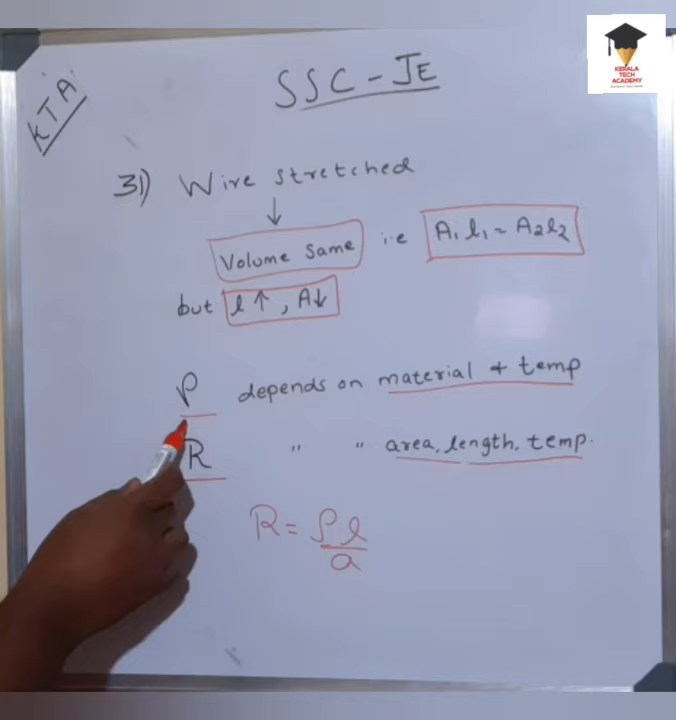 KERALA
TECH
ACADEMY
KTA
SSC-JE
31) Wire stretched
↓
Volume same i.e A₁ l₁ = A₂ l₂
but l ↑ , A↓
ρ depends on material & temp
R " " area, length, temp.
R = ρl/a